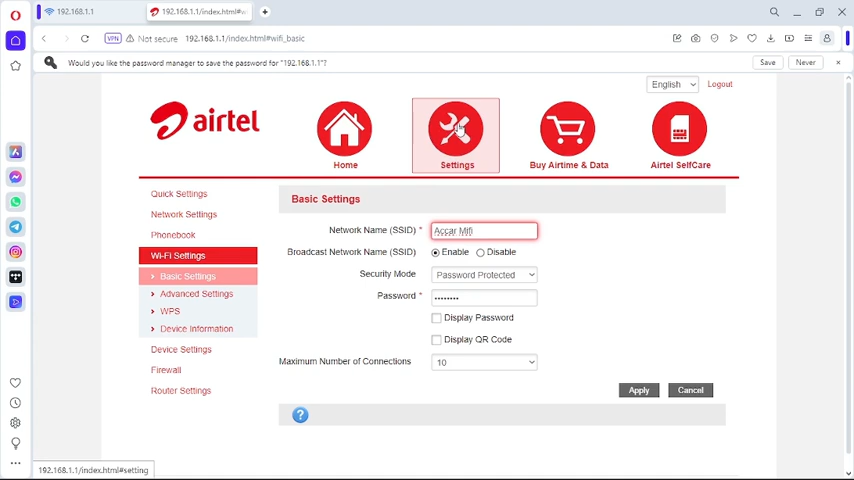 192.168.1.1
192.168.1.1/index.html#w
VPN Not secure 192.168.1.1/index.html#wifi_basic
Would you like the password manager to save the password for "192.168.1.1"? Save Never
English Logout
airtel
Home Settings Buy Airtime & Data Airtel SelfCare
Quick Settings
Network Settings
Phonebook
Wi-Fi Settings
Basic Settings
Advanced Settings
WPS
Device Information
Device Settings
Firewall
Router Settings
Basic Settings
Network Name (SSID) * Accar Mifi
Broadcast Network Name (SSID) Enable Disable
Security Mode Password Protected
Password * ••••••••
Display Password
Display QR Code
Maximum Number of Connections 10
Apply Cancel
?
192.168.1.1/index.html#setting